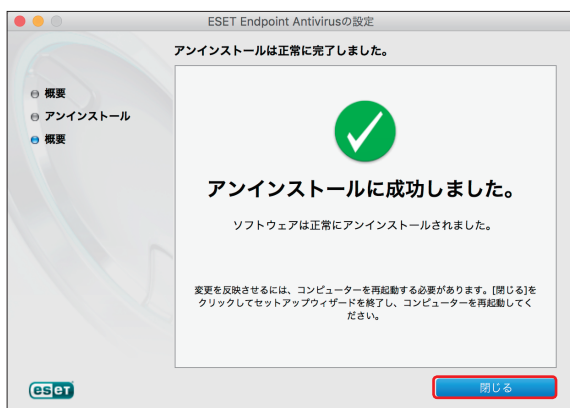 ESET Endpoint Antivirusの設定
アンインストールは正常に完了しました。
概要
アンインストール
概要
アンインストールに成功しました。
ソフトウェアは正常にアンインストールされました。
変更を反映させるには、コンピューターを再起動する必要があります。[閉じる]を
クリックしてセットアップウィザードを終了し、コンピューターを再起動してく
ださい。
eset
閉じる